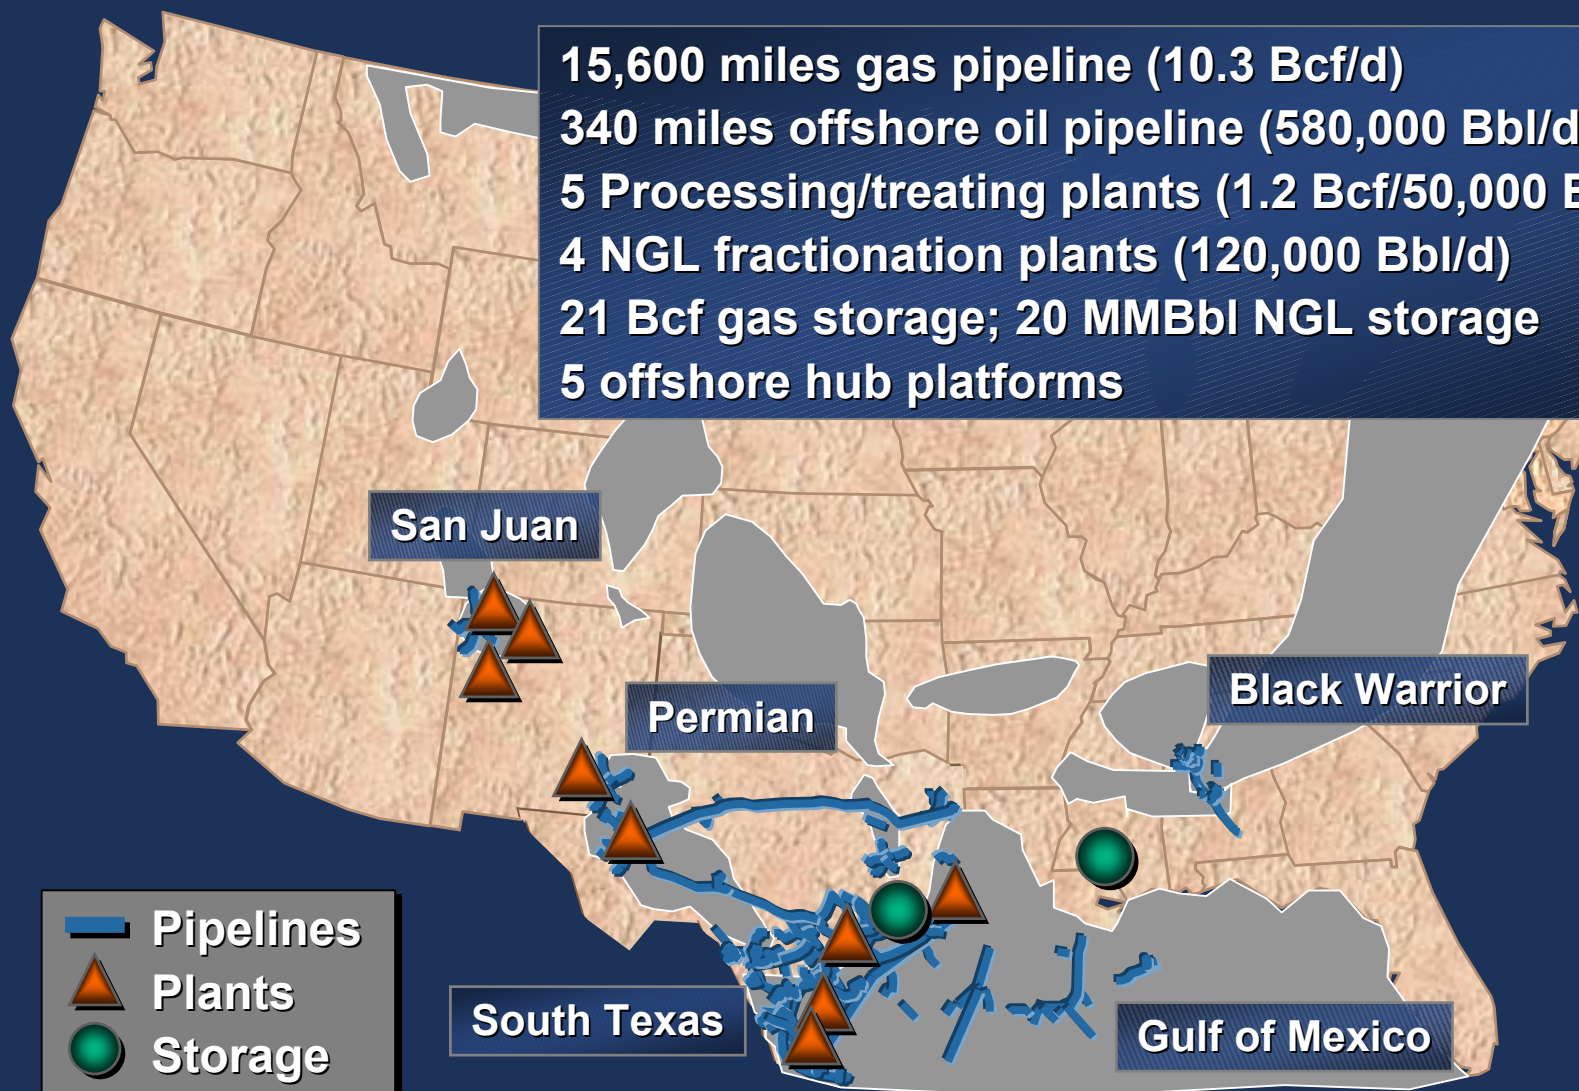 15,600 miles gas pipeline (10.3 Bcf/d)
340 miles offshore oil pipeline (580,000 Bbl/d
5 Processing/treating plants (1.2 Bcf/50,000
4 NGL fractionation plants (120,000 Bbl/d)
21 Bcf gas storage; 20 MMBbl NGL storage
5 offshore hub platforms
San Juan
Permian
Black Warrior
South Texas
Gulf of Mexico
Pipelines
Plants
Storage